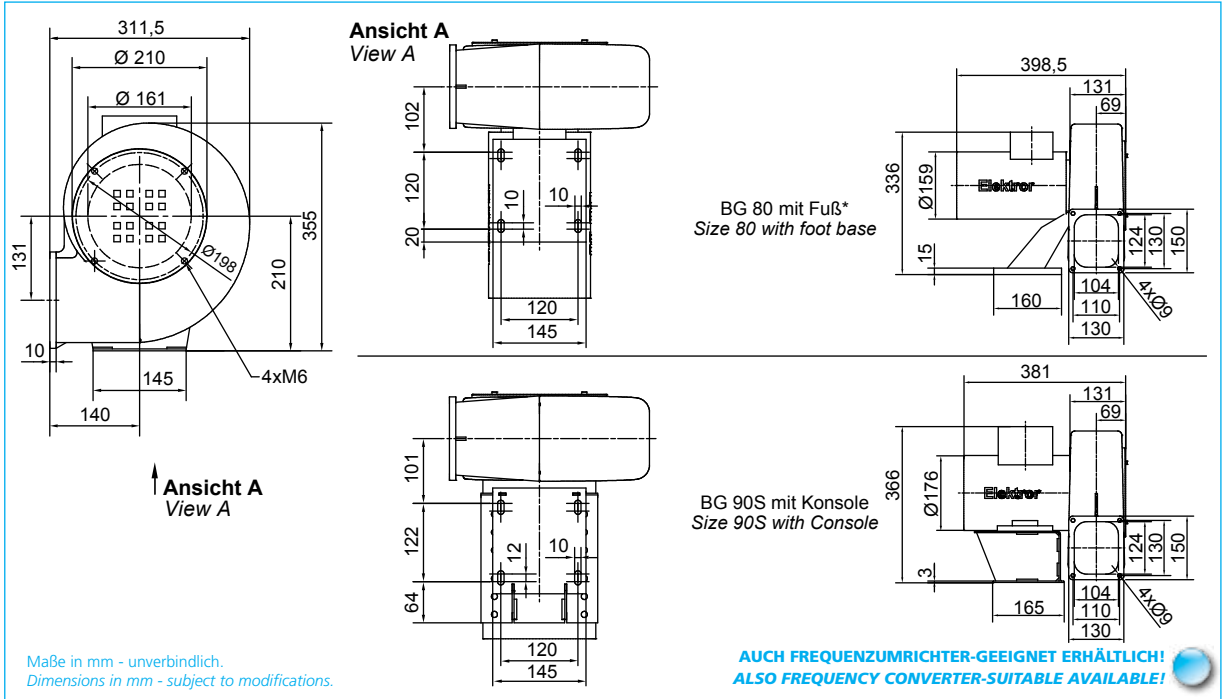 311,5
Ø 210
Ø 161
131
10
140
145
Ø198
210
355
4xM6
Ansicht A
View A
Ansicht A
View A
102
120
20
10
10
120
145
BG 80 mit Fuß*
Size 80 with foot base
398,5
131
69
336
Ø159
Elektror
15
160
124
130
150
104
110
130
4xØ9
101
122
64
12
10
120
145
BG 90S mit Konsole
Size 90S with Console
381
131
69
366
Ø176
Elektror
3
165
124
130
150
104
110
130
4xØ9
Maße in mm - unverbindlich.
Dimensions in mm - subject to modifications.
AUCH FREQUENZUMRICHTER-GEEIGNET ERHÄLTLICH!
ALSO FREQUENCY CONVERTER-SUITABLE AVAILABLE!